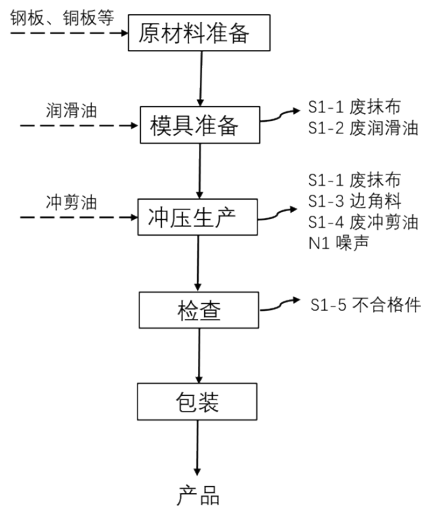 钢板、铜板等
原材料准备
润滑油
模具准备
S1-1 废抹布
S1-2 废润滑油
冲剪油
冲压生产
S1-1 废抹布
S1-3 边角料
S1-4 废冲剪油
N1 噪声
检查
S1-5 不合格件
包装
产品